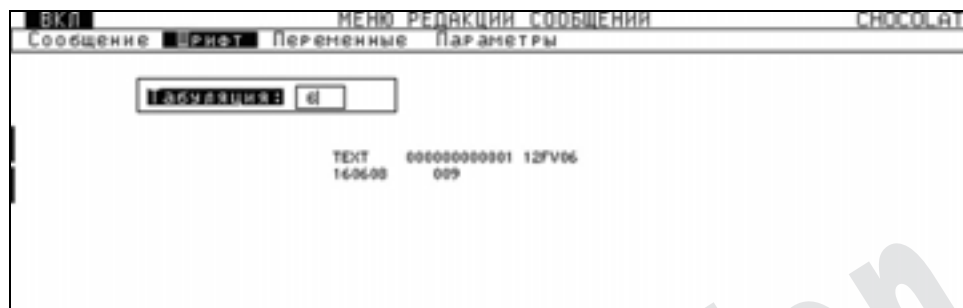 ВКЛ МЕНЮ РЕДАКЦИИ СООБЩЕНИЙ CHOCOLAT
Сообщение Шрифт Переменные Параметры
Табуляция: 6
TEXT 000000000001 12FV06
160608 009